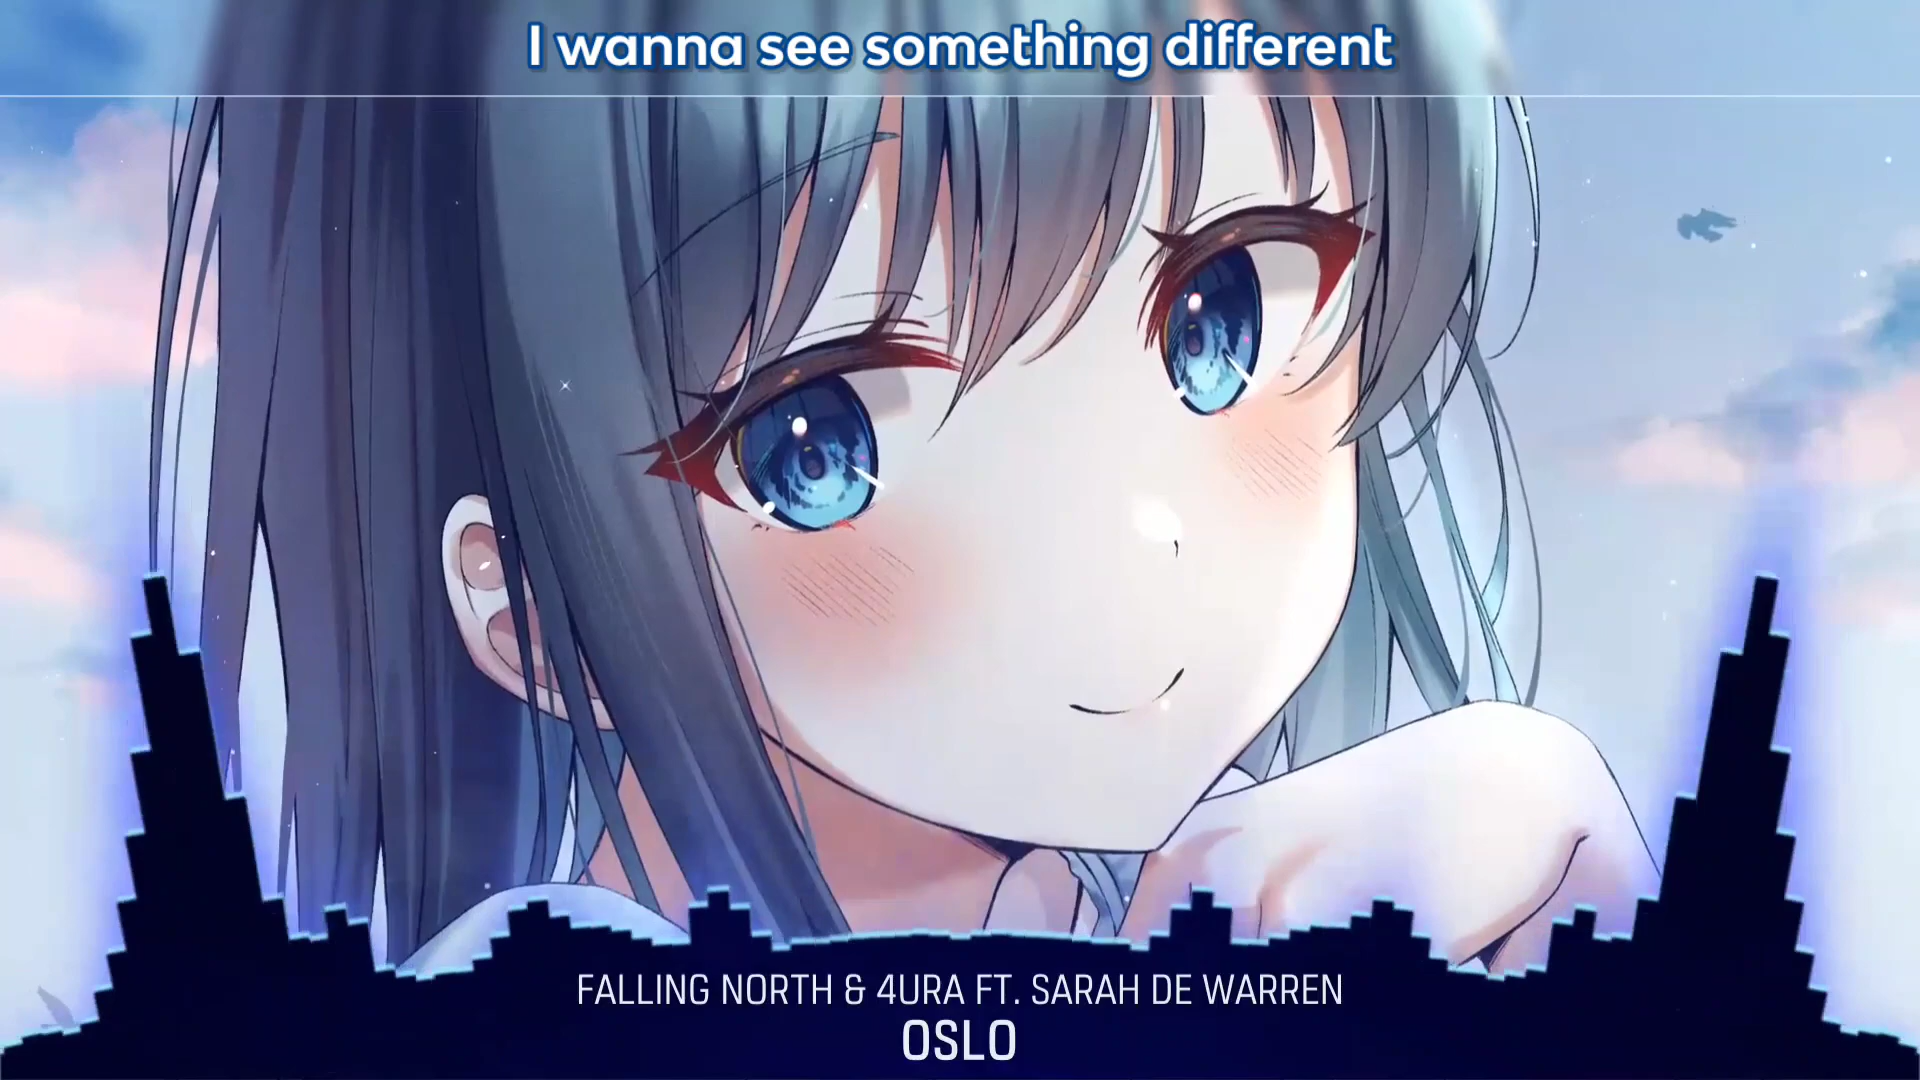 I wanna see something different
FALLING NORTH & 4URA FT. SARAH DE WARREN
OSLO